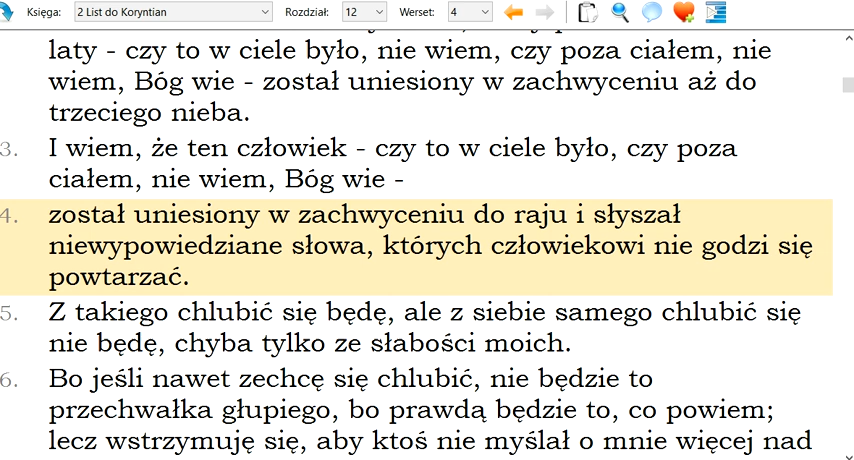 Księga: 2 List do Koryntian Rozdział: 12 Werset: 4
laty - czy to w ciele było, nie wiem, czy poza ciałem, nie
wiem, Bóg wie - został uniesiony w zachwyceniu aż do
trzeciego nieba.
3. I wiem, że ten człowiek - czy to w ciele było, czy poza
ciałem, nie wiem, Bóg wie -
4. został uniesiony w zachwyceniu do raju i słyszał
niewypowiedziane słowa, których człowiekowi nie godzi się
powtarzać.
5. Z takiego chlubić się będę, ale z siebie samego chlubić się
nie będę, chyba tylko ze słabości moich.
6. Bo jeśli nawet zechcę się chlubić, nie będzie to
przechwałka głupiego, bo prawdą będzie to, co powiem;
lecz wstrzymuję się, aby ktoś nie myślał o mnie więcej nad